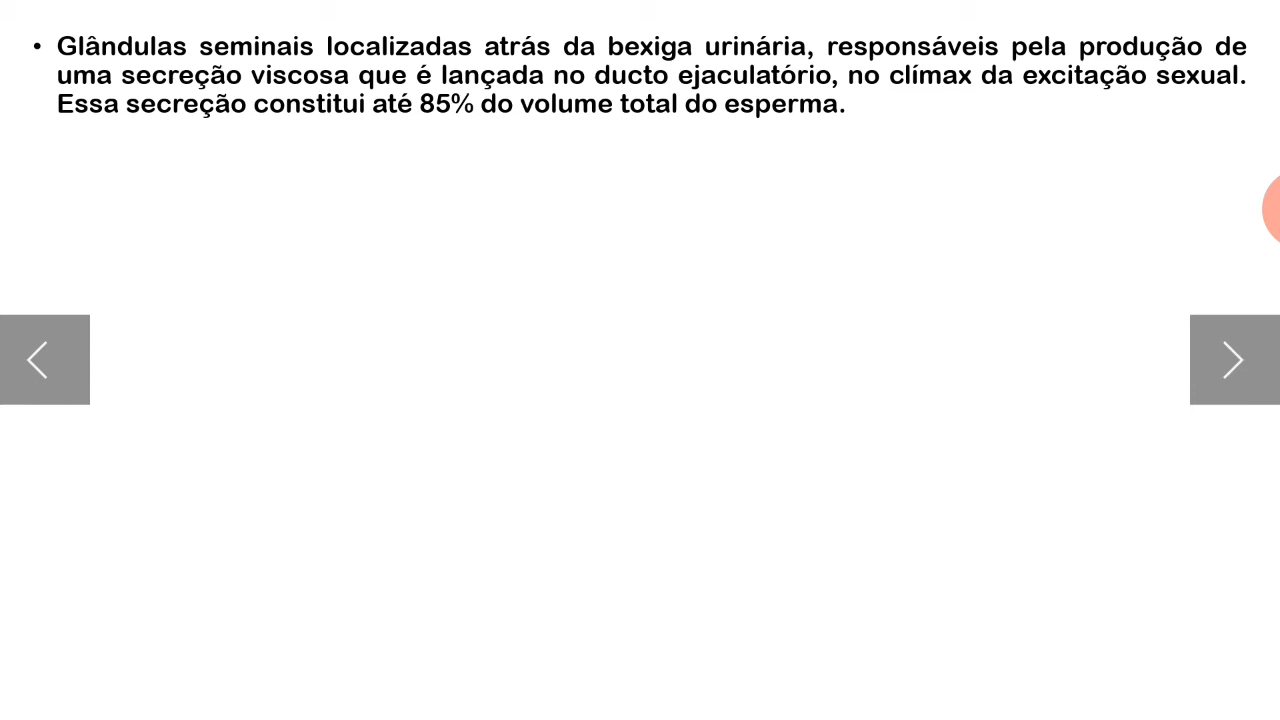 • Glândulas seminais localizadas atrás da bexiga urinária, responsáveis pela produção de
uma secreção viscosa que é lançada no ducto ejaculatório, no clímax da excitação sexual.
Essa secreção constitui até 85% do volume total do esperma.